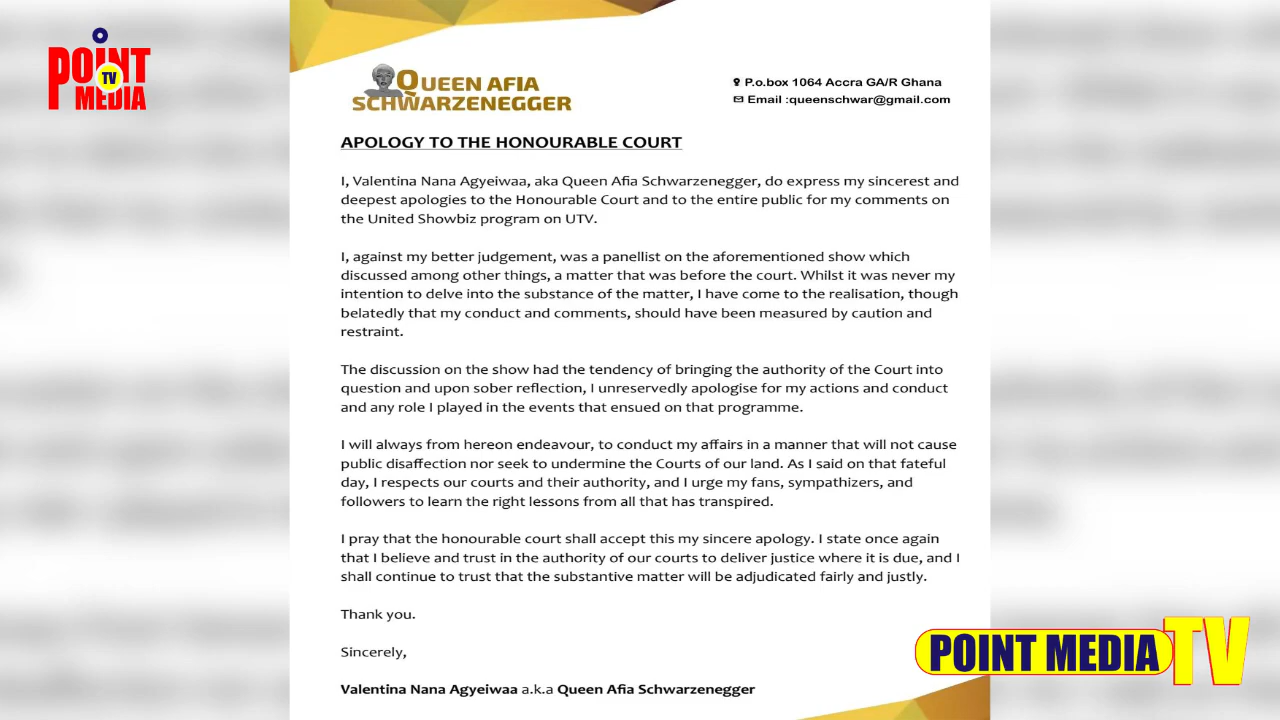 POINT
TV
MEDIA
QUEEN AFIA
SCHWARZENEGGER
P.o.box 1064 Accra GA/R Ghana
Email :queenschwar@gmail.com
APOLOGY TO THE HONOURABLE COURT
I, Valentina Nana Agyeiwaa, aka Queen Afia Schwarzenegger, do express my sincerest and
deepest apologies to the Honourable Court and to the entire public for my comments on
the United Showbiz program on UTV.
I, against my better judgement, was a panellist on the aforementioned show which
discussed among other things, a matter that was before the court. Whilst it was never my
intention to delve into the substance of the matter, I have come to the realisation, though
belatedly that my conduct and comments, should have been measured by caution and
restraint.
The discussion on the show had the tendency of bringing the authority of the Court into
question and upon sober reflection, I unreservedly apologise for my actions and conduct
and any role I played in the events that ensued on that programme.
I will always from hereon endeavour, to conduct my affairs in a manner that will not cause
public disaffection nor seek to undermine the Courts of our land. As I said on that fateful
day, I respects our courts and their authority, and I urge my fans, sympathizers, and
followers to learn the right lessons from all that has transpired.
I pray that the honourable court shall accept this my sincere apology. I state once again
that I believe and trust in the authority of our courts to deliver justice where it is due, and I
shall continue to trust that the substantive matter will be adjudicated fairly and justly.
Thank you.
Sincerely,
Valentina Nana Agyeiwaa a.k.a Queen Afia Schwarzenegger
POINT MEDIA TV